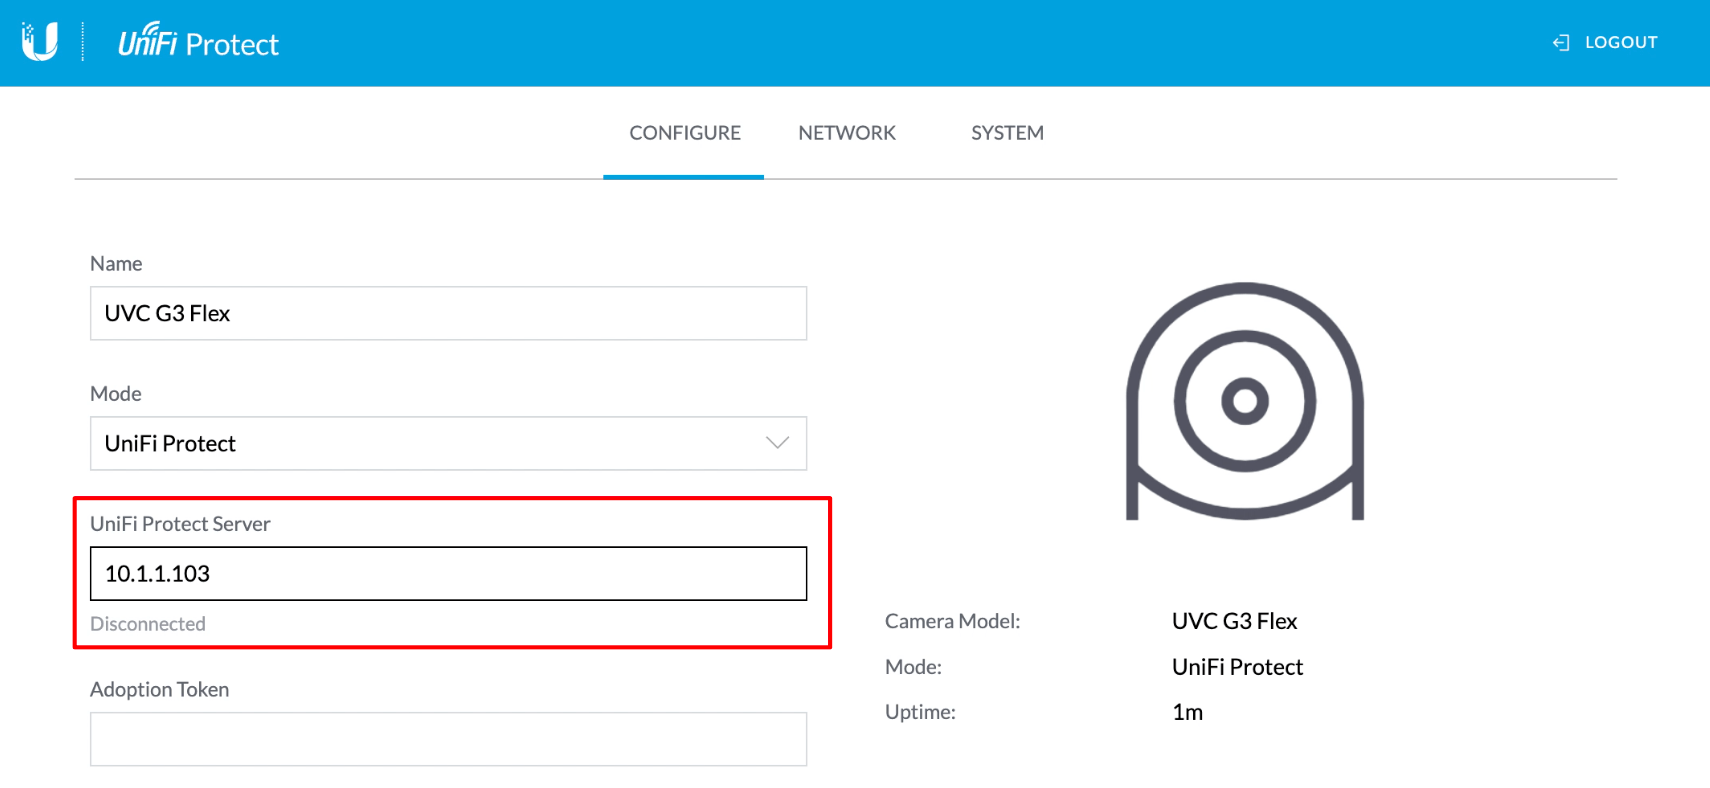 UniFi Protect
LOGOUT
CONFIGURE NETWORK SYSTEM
Name
UVC G3 Flex
Mode
UniFi Protect
UniFi Protect Server
10.1.1.103
Disconnected
Adoption Token
Camera Model: UVC G3 Flex
Mode: UniFi Protect
Uptime: 1m